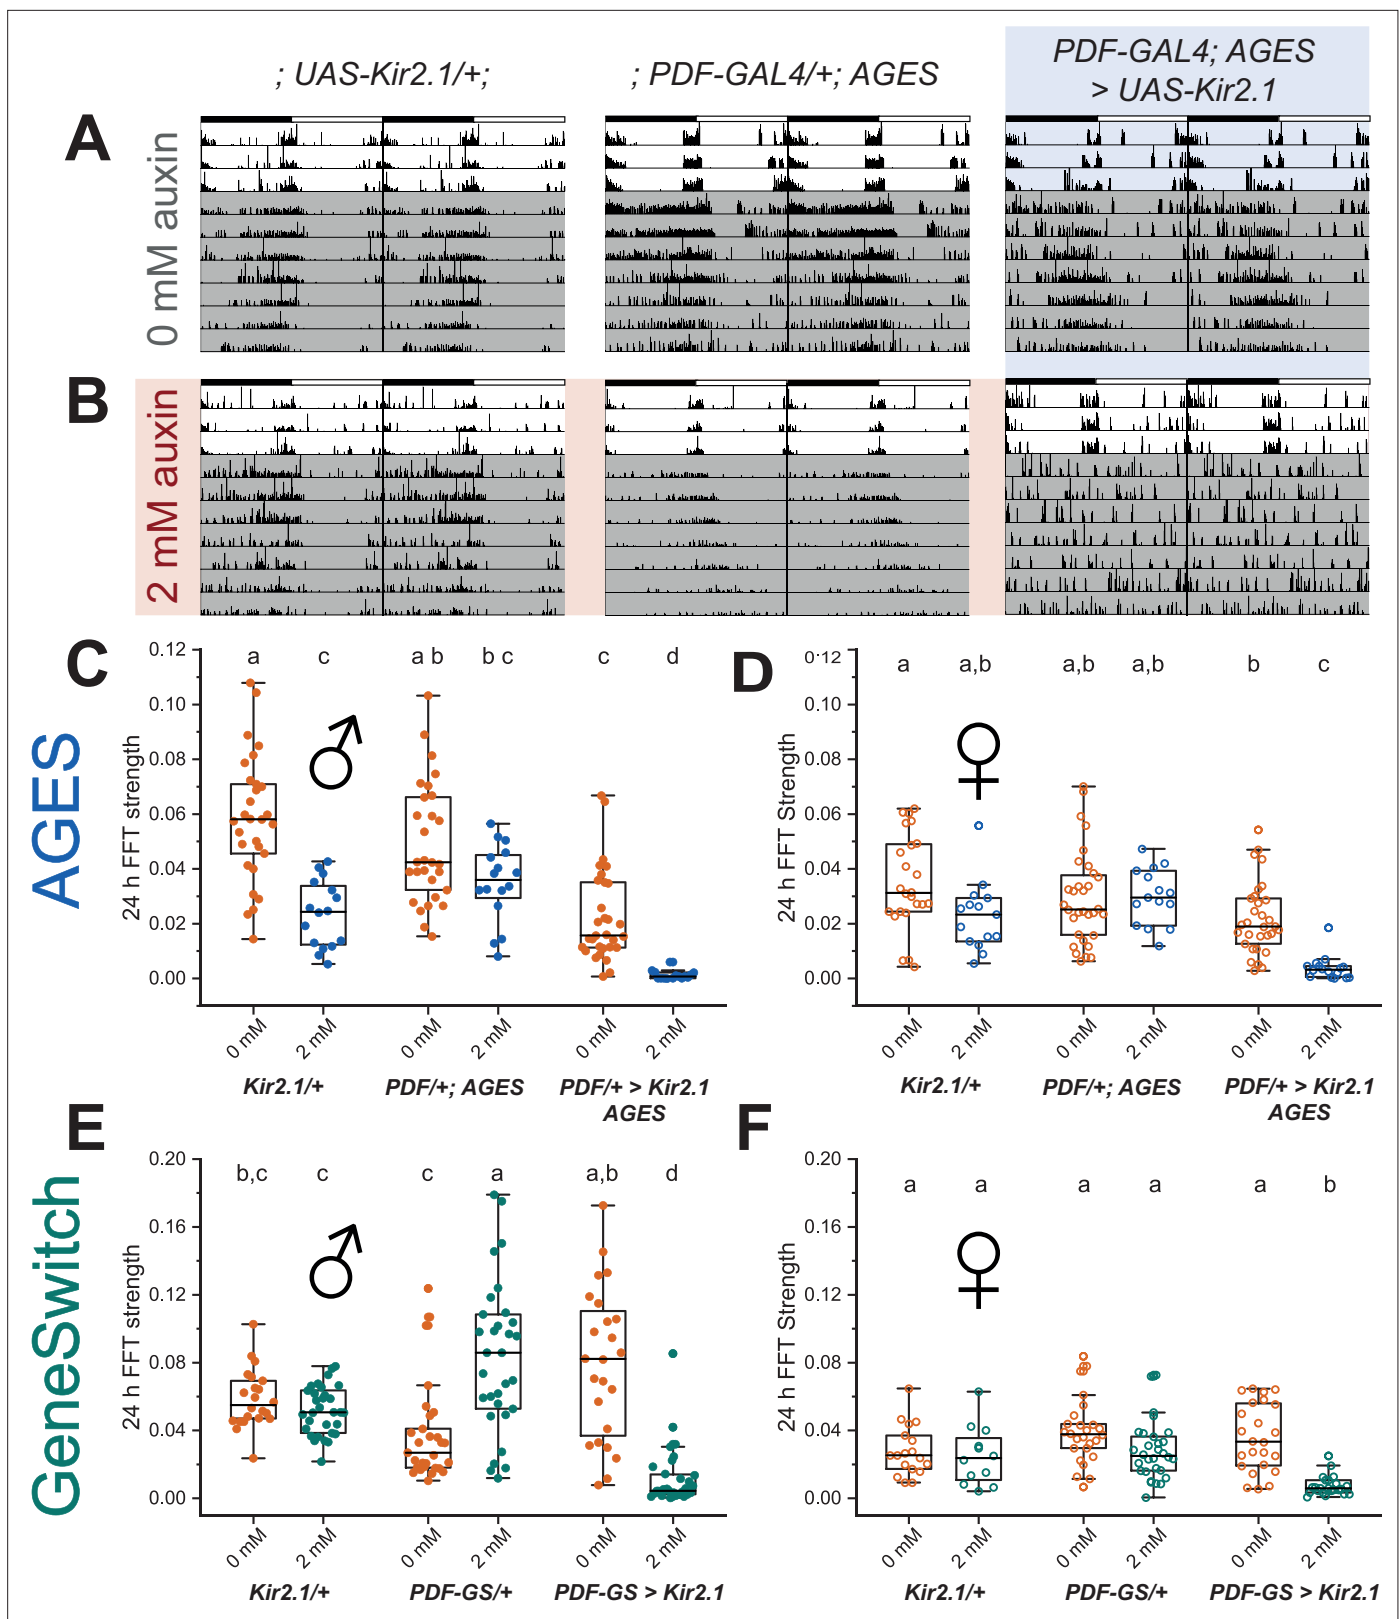 ; UAS-Kir2.1/+;
; PDF-GAL4/+; AGES
PDF-GAL4; AGES
> UAS-Kir2.1
A
0 mM auxin
B
2 mM auxin
AGES
C
24 h FFT strength
0.12
0.10
0.08
0.06
0.04
0.02
0.00
a
c
a b
b c
c
d
0 mM
2 mM
0 mM
2 mM
0 mM
2 mM
Kir2.1/+
PDF/+; AGES
PDF/+ > Kir2.1
AGES
D
24 h FFT Strength
0.12
0.10
0.08
0.06
0.04
0.02
0.00
a
a,b
a,b
a,b
b
c
0 mM
2 mM
0 mM
2 mM
0 mM
2 mM
Kir2.1/+
PDF/+; AGES
PDF/+ > Kir2.1
AGES
GeneSwitch
E
24 h FFT strength
0.20
0.16
0.12
0.08
0.04
0.00
b,c
c
c
a
a,b
d
0 mM
2 mM
0 mM
2 mM
0 mM
2 mM
Kir2.1/+
PDF-GS/+
PDF-GS > Kir2.1
F
24 h FFT Strength
0.20
0.16
0.12
0.08
0.04
0.00
a
a
a
a
a
b
0 mM
2 mM
0 mM
2 mM
0 mM
2 mM
Kir2.1/+
PDF-GS/+
PDF-GS > Kir2.1